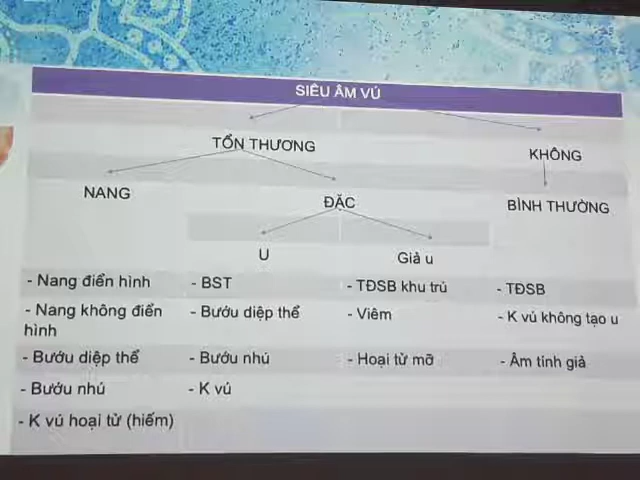 SIÊU ÂM VÚ
TỔN THƯƠNG
KHÔNG
NANG
ĐẶC
BÌNH THƯỜNG
U
Giả u
- Nang điển hình
- BST
- TĐSB khu trú
- TĐSB
- Nang không điển
hình
- Bướu diệp thể
- Viêm
- K vú không tạo u
- Bướu diệp thể
- Bướu nhú
- Hoại từ mỡ
- Âm tính giả
- Bướu nhú
- K vú
- K vú hoại tử (hiếm)